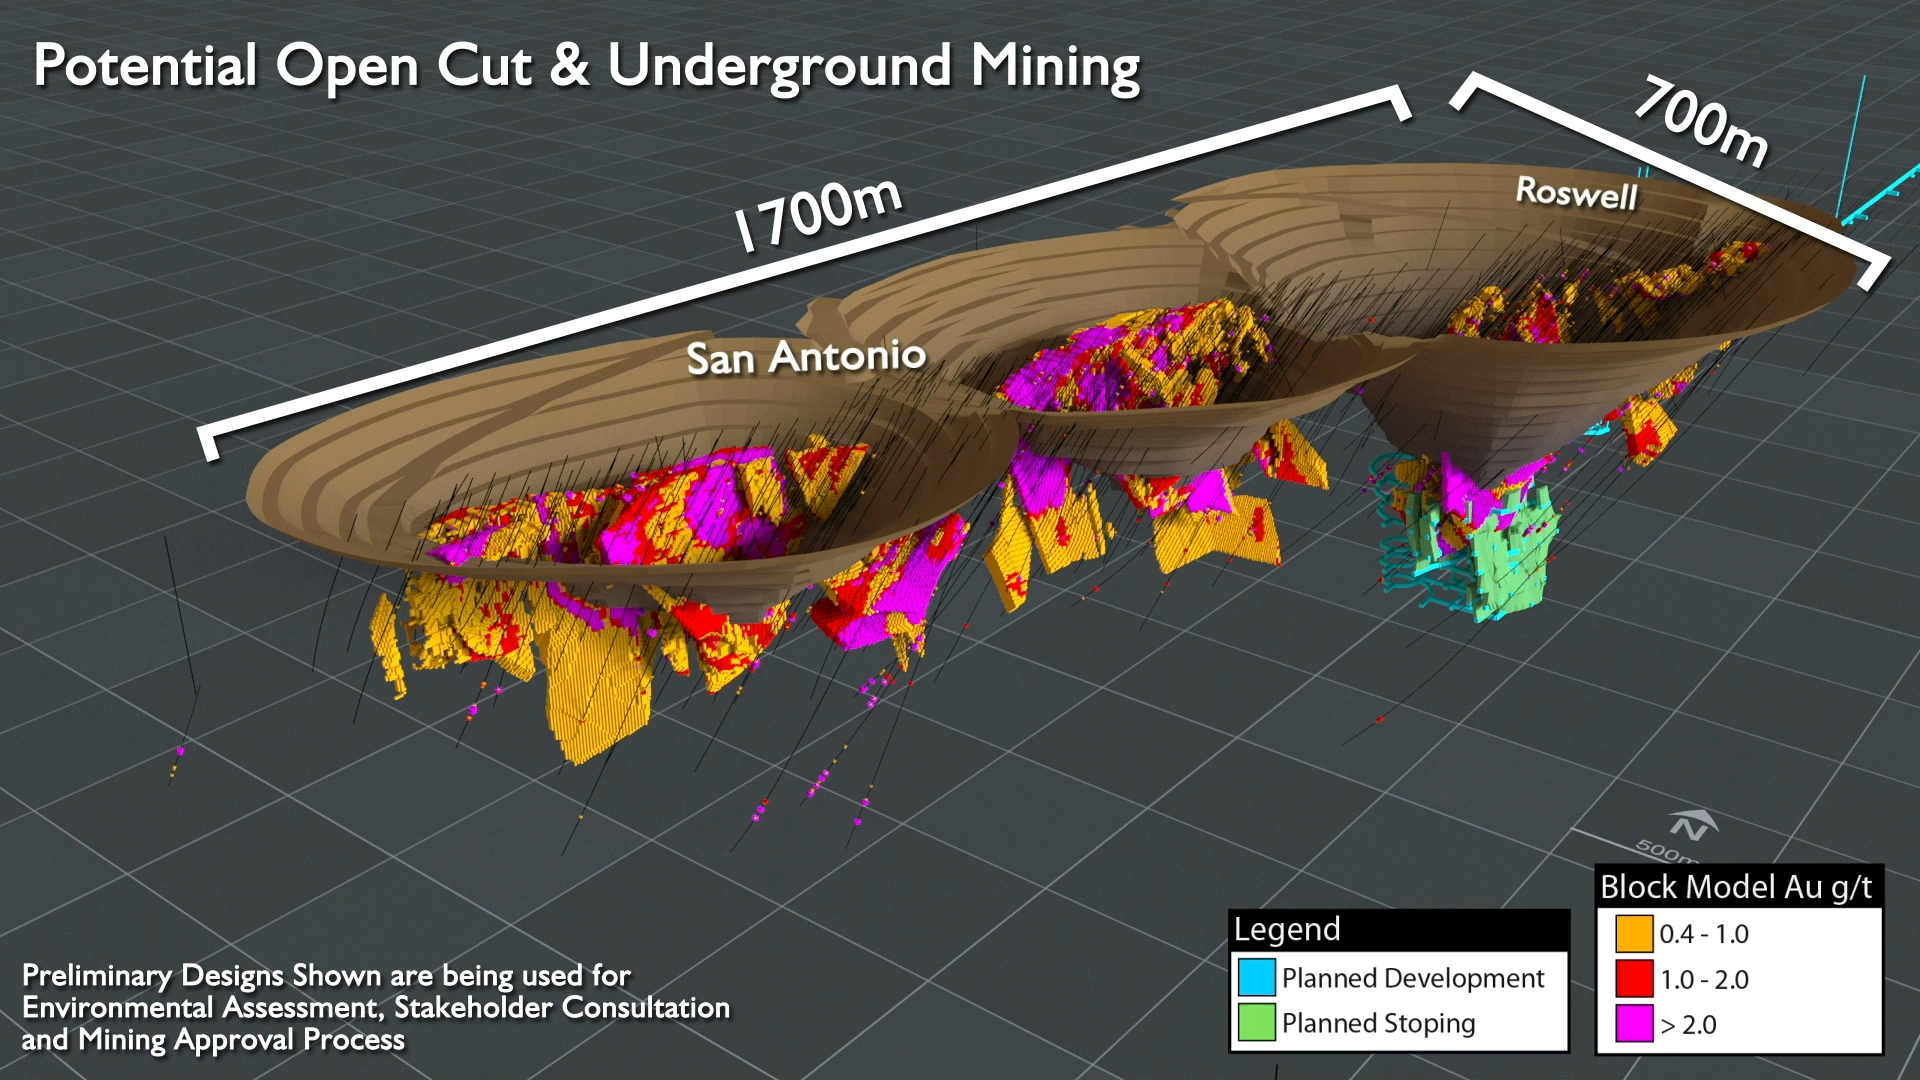 Potential Open Cut & Underground Mining
1700m
700m
Roswell
San Antonio
N
500m
Legend
Planned Development
Planned Stoping
Block Model Au g/t
0.4 - 1.0
1.0 - 2.0
> 2.0
Preliminary Designs Shown are being used for
Environmental Assessment, Stakeholder Consultation
and Mining Approval Process